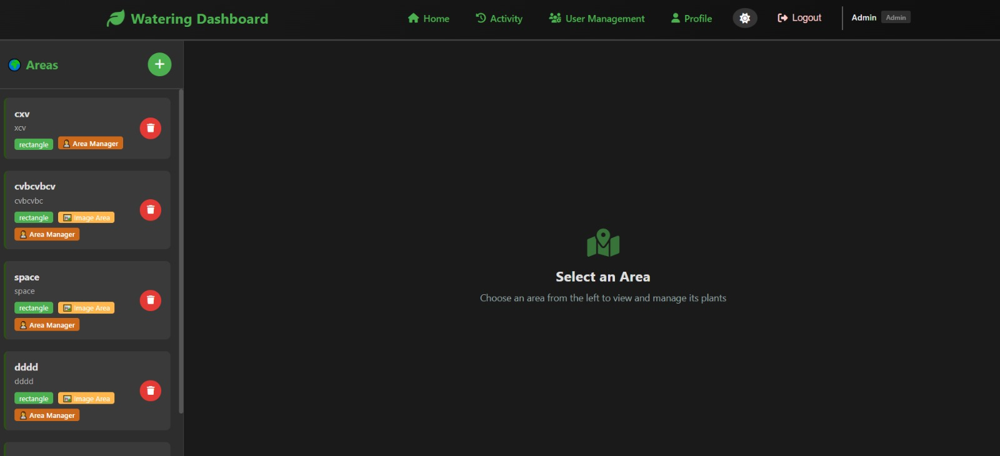 Watering Dashboard
Home
Activity
User Management
Profile
Logout
Admin
Admin
Areas
cxv
xcv
rectangle
Area Manager
cvbcvbcv
cvbcvbc
rectangle
Image Area
Area Manager
space
space
rectangle
Image Area
Area Manager
dddd
dddd
rectangle
Image Area
Area Manager
Select an Area
Choose an area from the left to view and manage its plants